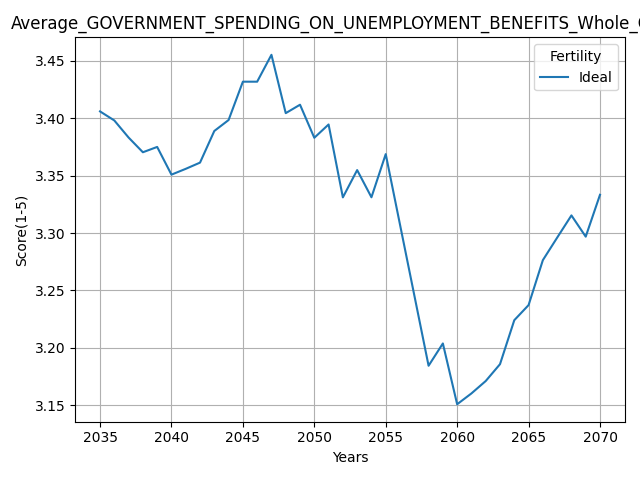 Average_GOVERNMENT_SPENDING_ON_UNEMPLOYMENT_BENEFITS_Whole_
Fertility
Ideal
3.45
3.40
3.35
3.30
3.25
3.20
3.15
Score(1-5)
2035 2040 2045 2050 2055 2060 2065 2070
Years